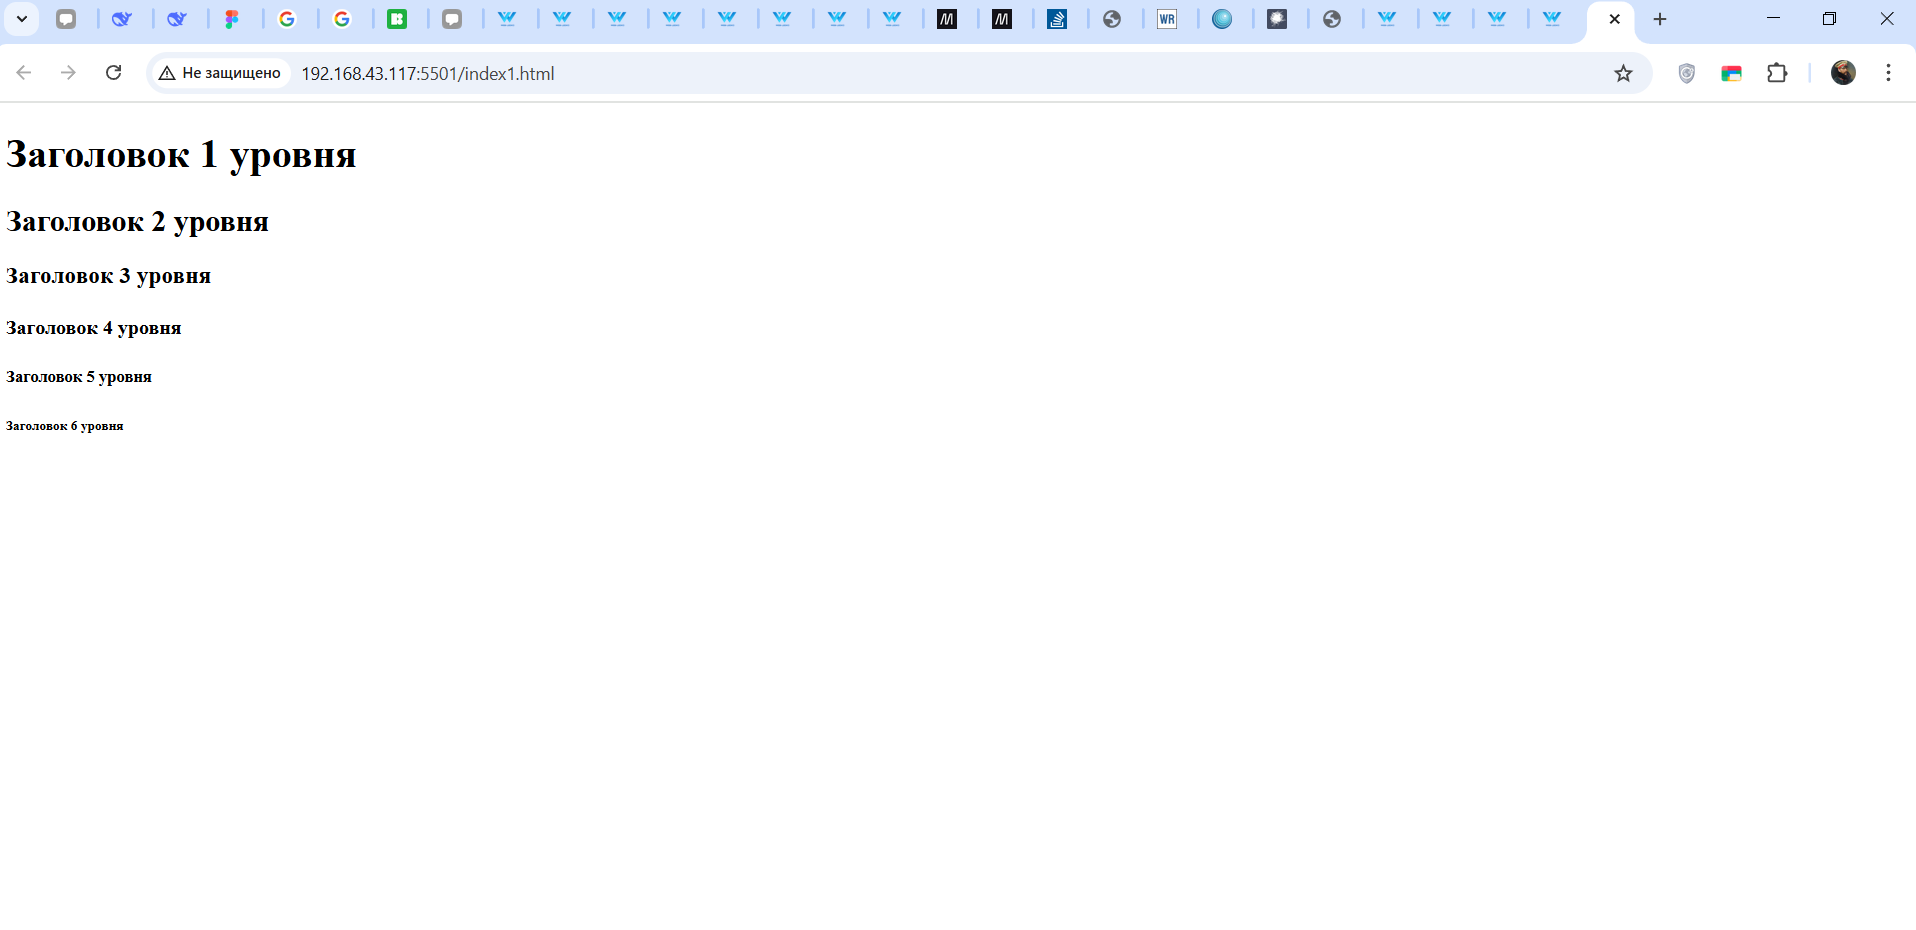 Не защищено 192.168.43.117:5501/index1.html
Заголовок 1 уровня
Заголовок 2 уровня
Заголовок 3 уровня
Заголовок 4 уровня
Заголовок 5 уровня
Заголовок 6 уровня